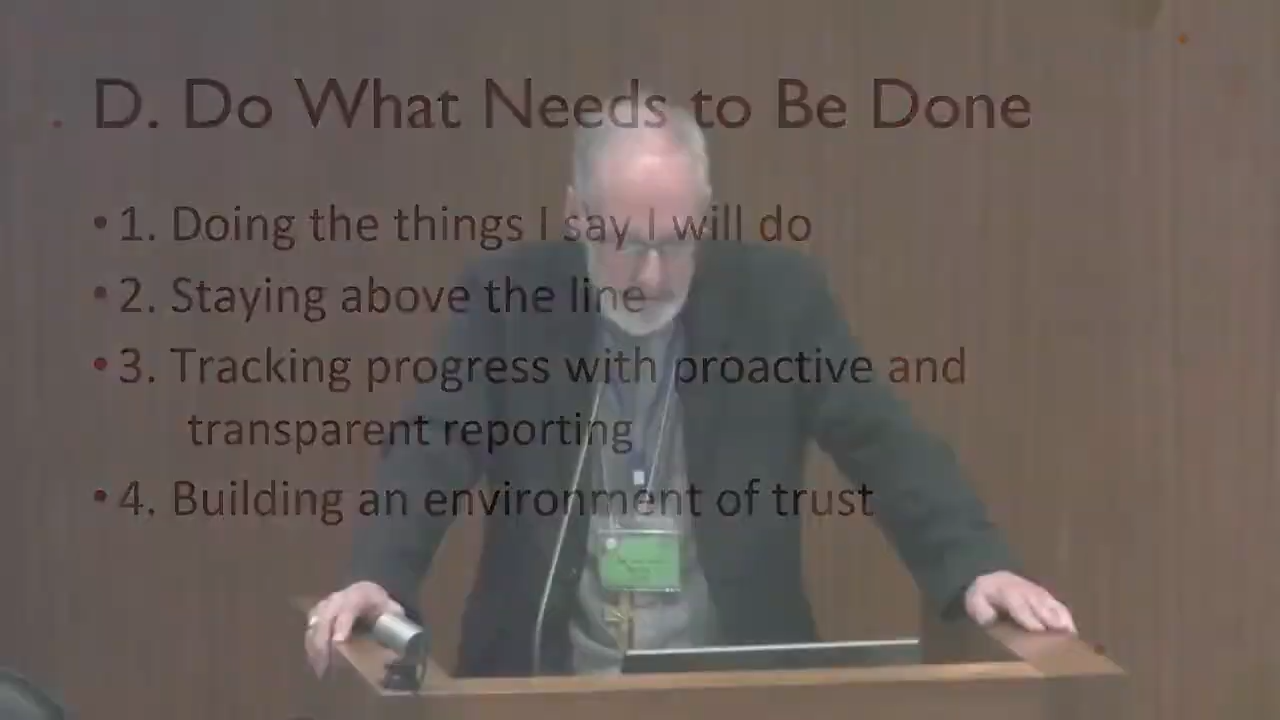 D. Do What Needs to Be Done
• 1. Doing the things I say I will do
• 2. Staying above the line
• 3. Tracking progress with proactive and
transparent reporting
• 4. Building an environment of trust